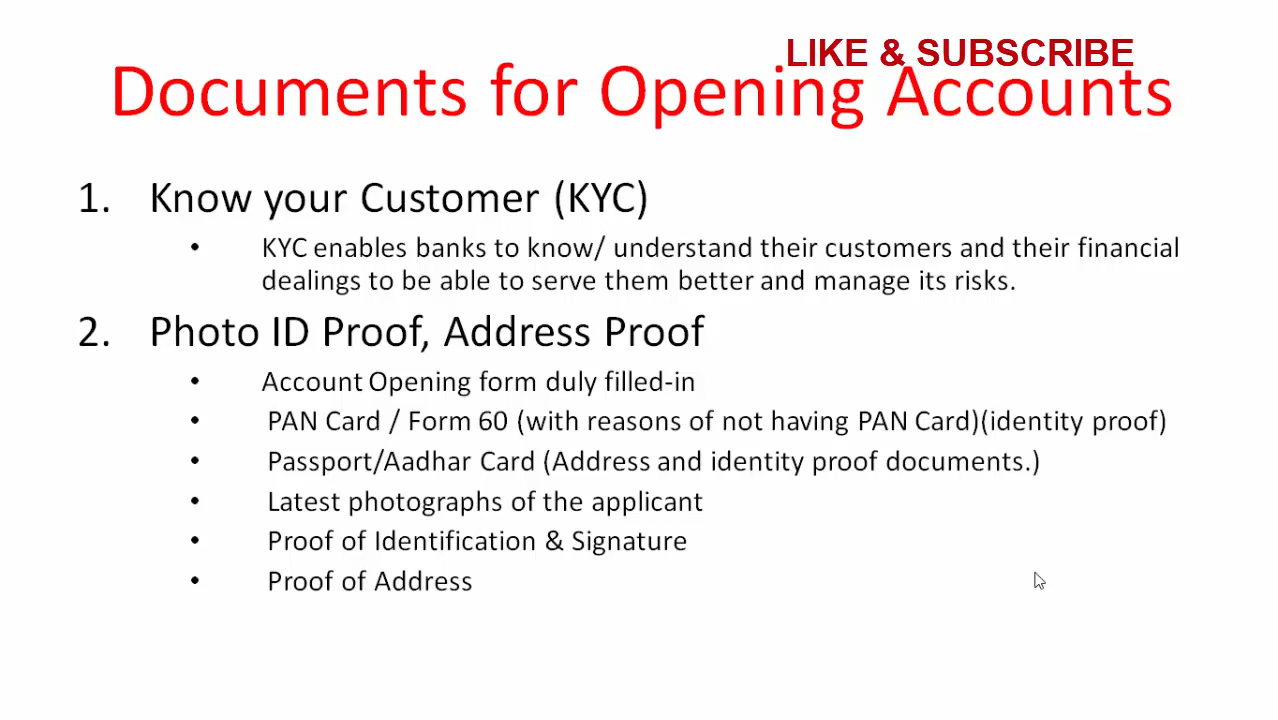 LIKE & SUBSCRIBE
Documents for Opening Accounts
1. Know your Customer (KYC)
• KYC enables banks to know/ understand their customers and their financial
dealings to be able to serve them better and manage its risks.
2. Photo ID Proof, Address Proof
• Account Opening form duly filled-in
• PAN Card / Form 60 (with reasons of not having PAN Card)(identity proof)
• Passport/Aadhar Card (Address and identity proof documents.)
• Latest photographs of the applicant
• Proof of Identification & Signature
• Proof of Address